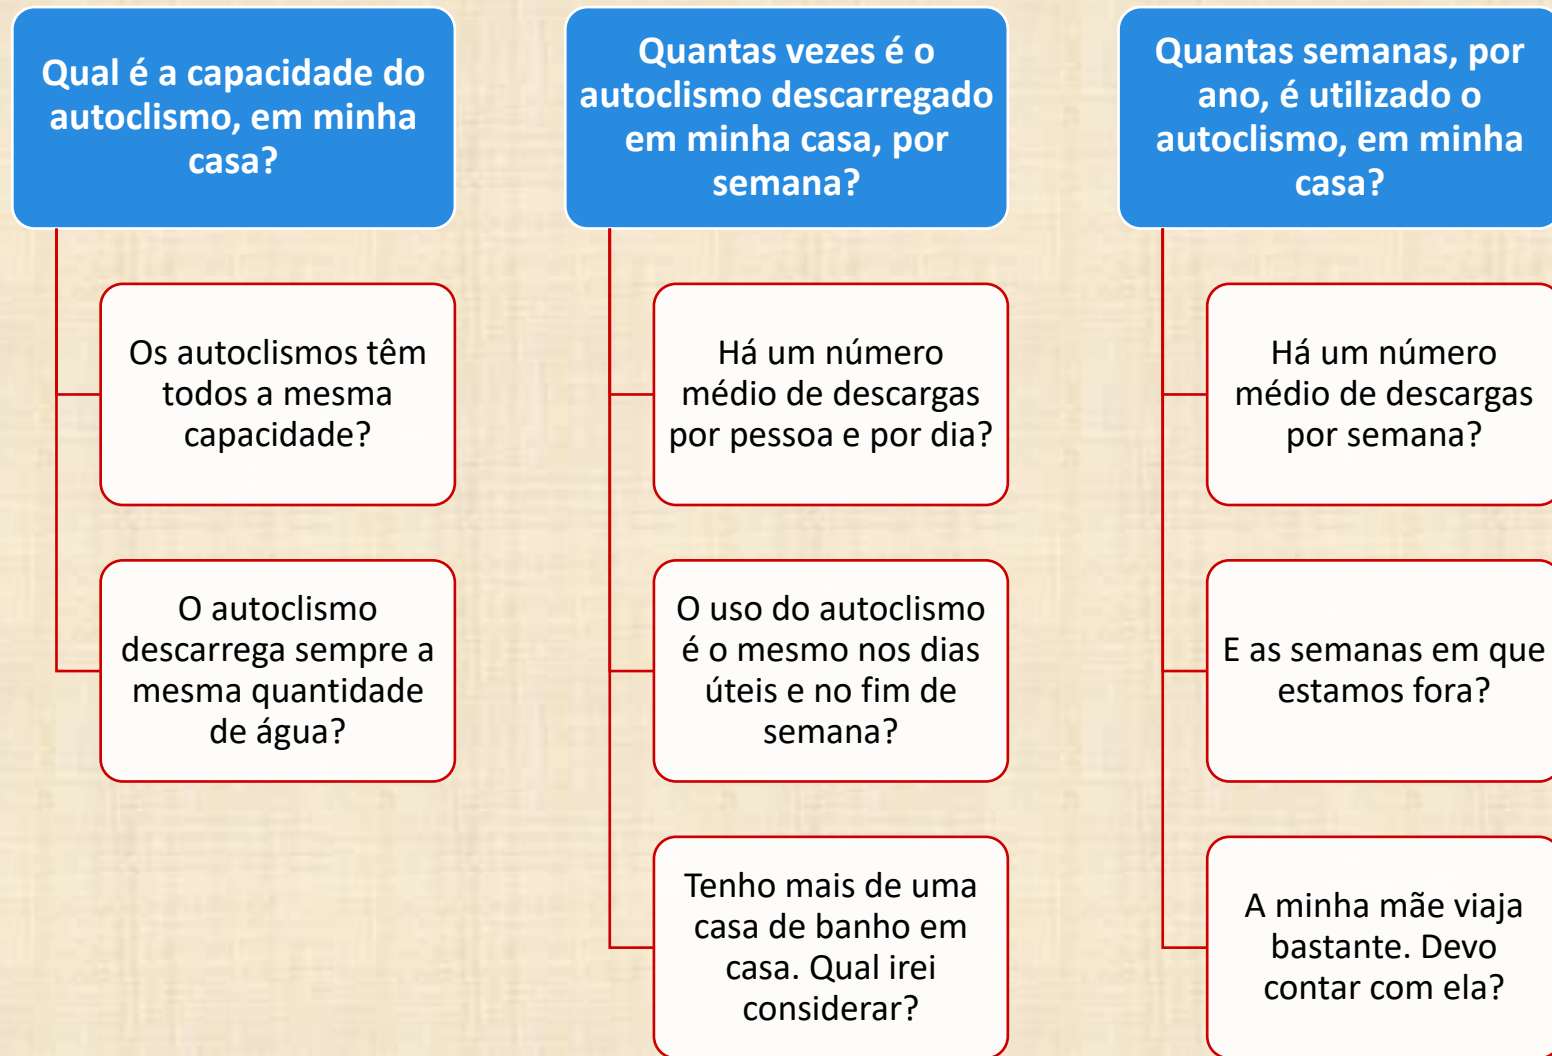 Qual é a capacidade do
autoclismo, em minha
casa?
Os autoclismos têm
todos a mesma
capacidade?
O autoclismo
descarrega sempre a
mesma quantidade
de água?
Quantas vezes é o
autoclismo descarregado
em minha casa, por
semana?
Há um número
médio de descargas
por pessoa e por dia?
O uso do autoclismo
é o mesmo nos dias
úteis e no fim de
semana?
Tenho mais de uma
casa de banho em
casa. Qual irei
considerar?
Quantas semanas, por
ano, é utilizado o
autoclismo, em minha
casa?
Há um número
médio de descargas
por semana?
E as semanas em que
estamos fora?
A minha mãe viaja
bastante. Devo
contar com ela?